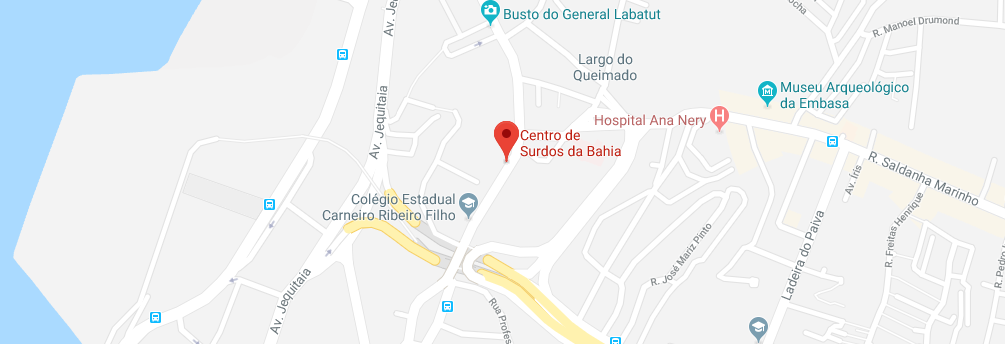 Busto do General Labatut
Av. Je
R. Manoel Drumond
ocha
Largo do
Queimado
Museu Arqueológico
da Embasa
Hospital Ana Nery
H
Av. Jequitaia
Centro de
Surdos da Bahia
R. Saldanha Marinho
Av. Íris
Colégio Estadual
Carneiro Ribeiro Filho
R. José Mariz Pinto
Ladeira do Paiva
R. Freitas Henrique
R. Pedro
Av. Jequitaia
Rua Profes